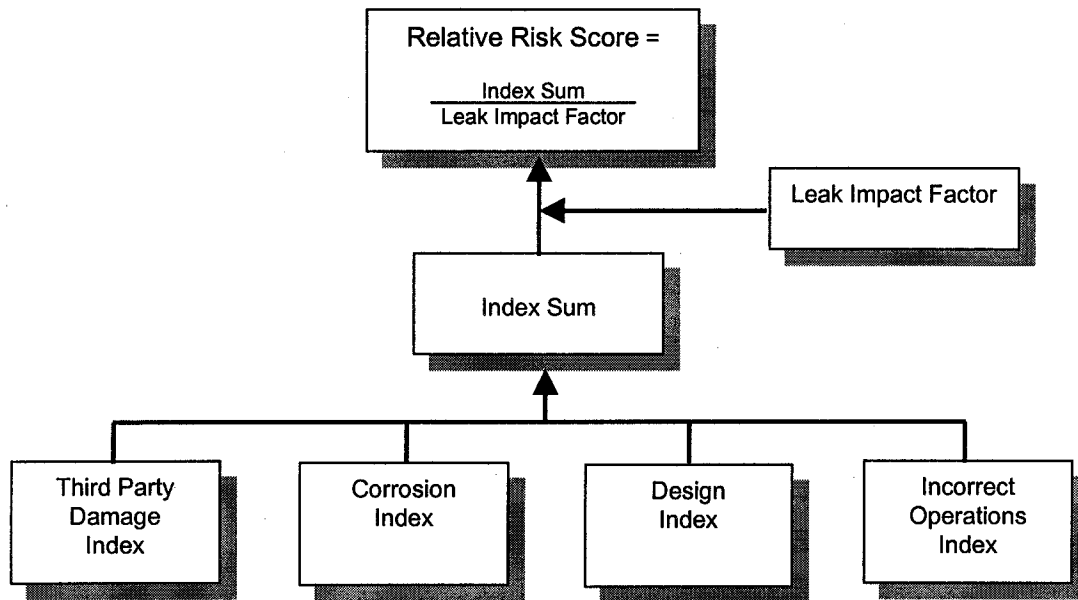 Relative Risk Score =
Index Sum
Leak Impact Factor
Leak Impact Factor
Index Sum
Third Party
Damage
Index
Corrosion
Index
Design
Index
Incorrect
Operations
Index